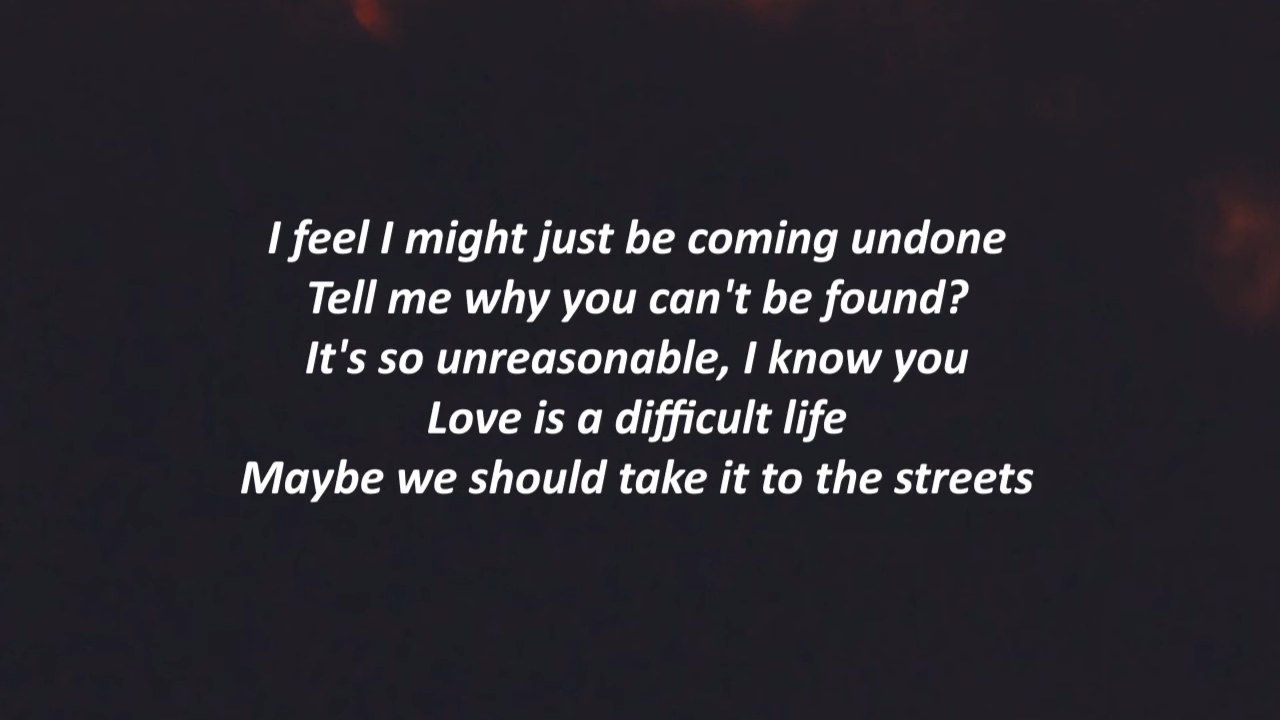 I feel I might just be coming undone
Tell me why you can't be found?
It's so unreasonable, I know you
Love is a difficult life
Maybe we should take it to the streets